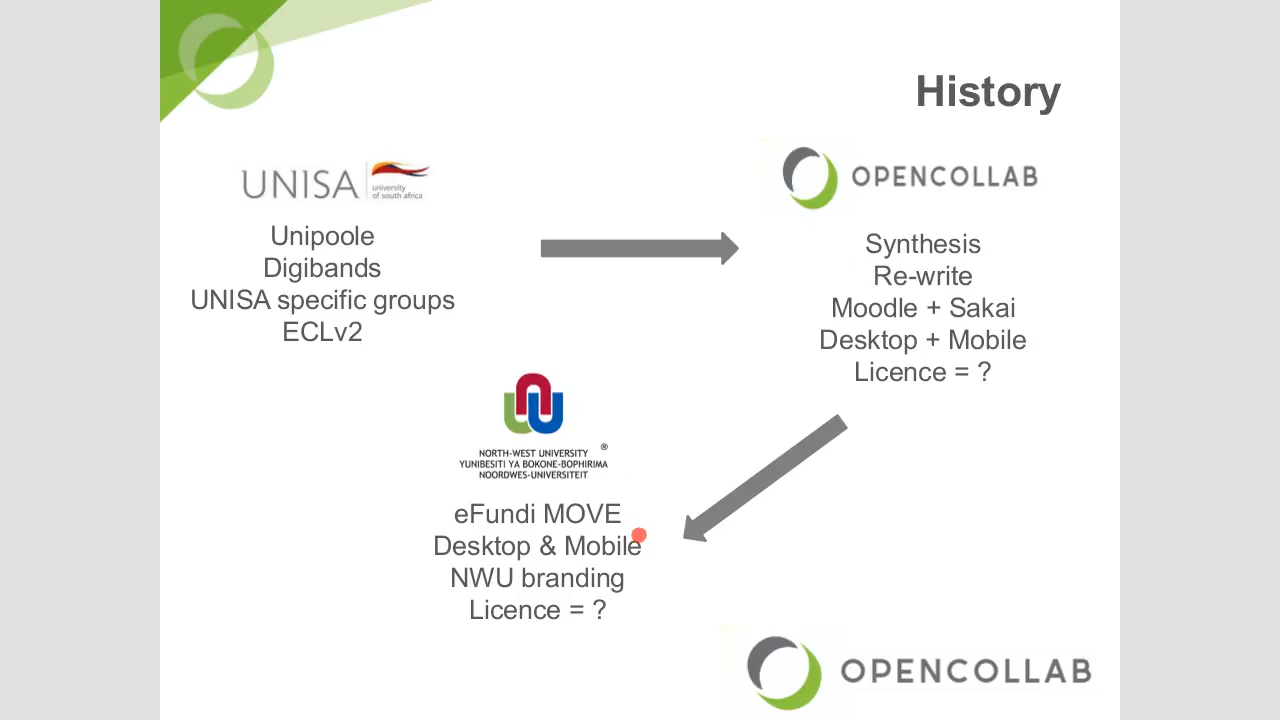 History
UNISA
university
of south africa
Unipoole
Digibands
UNISA specific groups
ECLv2
OPENCOLLAB
Synthesis
Re-write
Moodle + Sakai
Desktop + Mobile
Licence = ?
®
NORTH-WEST UNIVERSITY
YUNIBESITI YA BOKONE-BOPHIRIMA
NOORDWES-UNIVERSITEIT
eFundi MOVE
Desktop & Mobile
NWU branding
Licence = ?
OPENCOLLAB